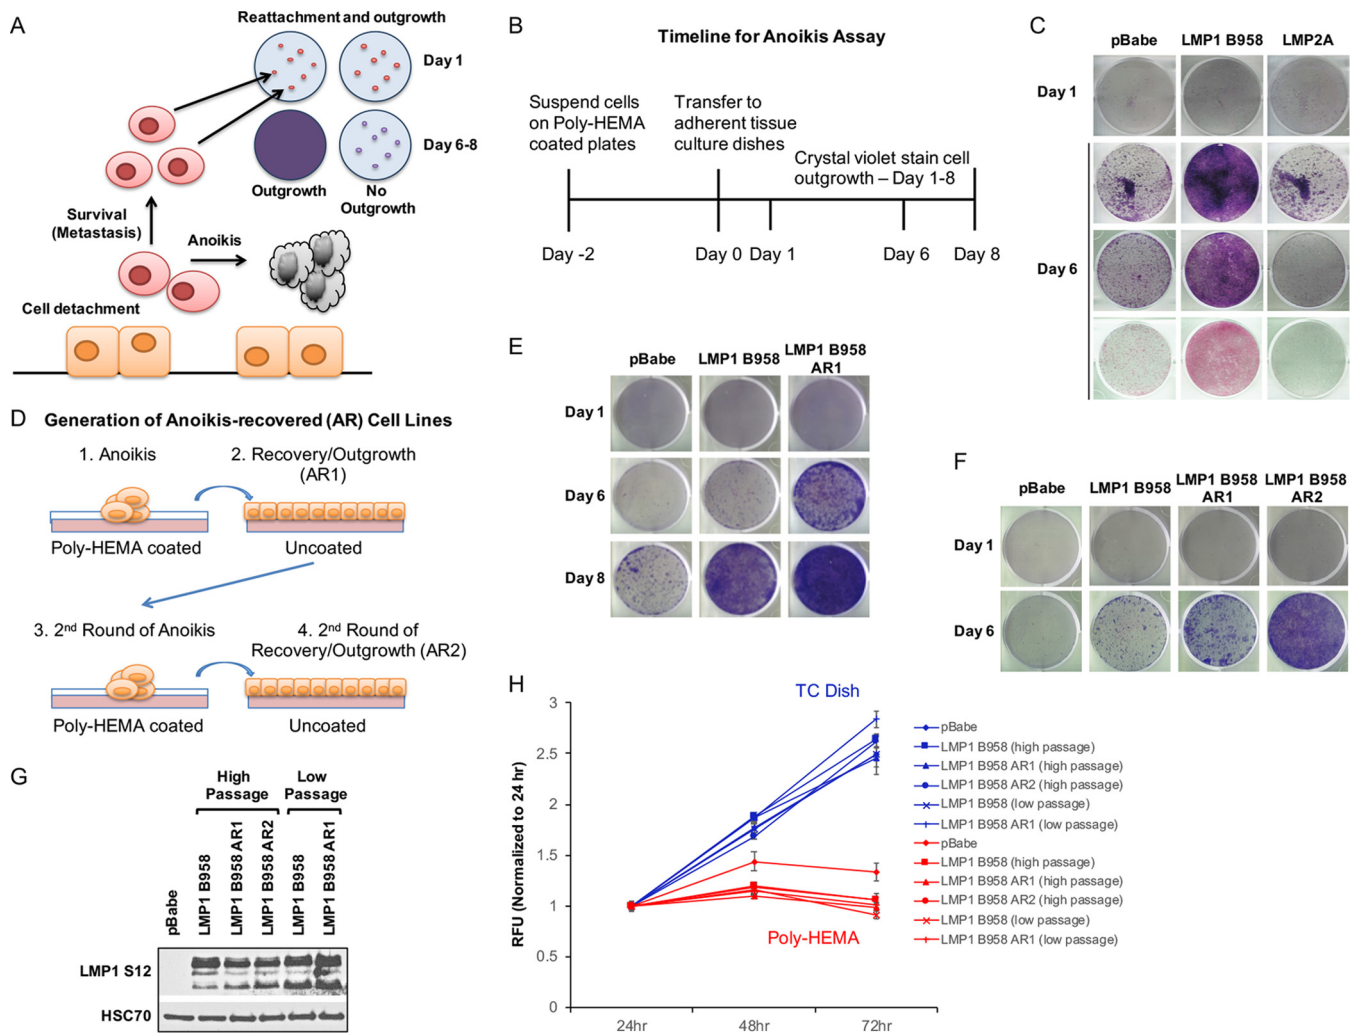 A
Reattachment and outgrowth
Day 1
Day 6-8
Outgrowth
No
Outgrowth
Survival
(Metastasis)
Anoikis
Cell detachment
B
Timeline for Anoikis Assay
Suspend cells
on Poly-HEMA
coated plates
Transfer to
adherent tissue
culture dishes
Crystal violet stain cell
outgrowth – Day 1-8
Day -2
Day 0
Day 1
Day 6
Day 8
C
pBabe
LMP1 B958
LMP2A
Day 1
Day 6
D
Generation of Anoikis-recovered (AR) Cell Lines
1. Anoikis
2. Recovery/Outgrowth
(AR1)
Poly-HEMA coated
Uncoated
3. 2nd Round of Anoikis
4. 2nd Round of
Recovery/Outgrowth (AR2)
Poly-HEMA coated
Uncoated
E
pBabe
LMP1 B958
LMP1 B958
AR1
Day 1
Day 6
Day 8
F
pBabe
LMP1 B958
LMP1 B958
AR1
LMP1 B958
AR2
Day 1
Day 6
G
High
Passage
Low
Passage
pBabe
LMP1 B958
LMP1 B958 AR1
LMP1 B958 AR2
LMP1 B958
LMP1 B958 AR1
LMP1 S12
HSC70
H
TC Dish
Poly-HEMA
RFU (Normalized to 24 hr)
3
2.5
2
1.5
1
0.5
0
24hr
48hr
72hr
pBabe
LMP1 B958 (high passage)
LMP1 B958 AR1 (high passage)
LMP1 B958 AR2 (high passage)
LMP1 B958 (low passage)
LMP1 B958 AR1 (low passage)
pBabe
LMP1 B958 (high passage)
LMP1 B958 AR1 (high passage)
LMP1 B958 AR2 (high passage)
LMP1 B958 (low passage)
LMP1 B958 AR1 (low passage)